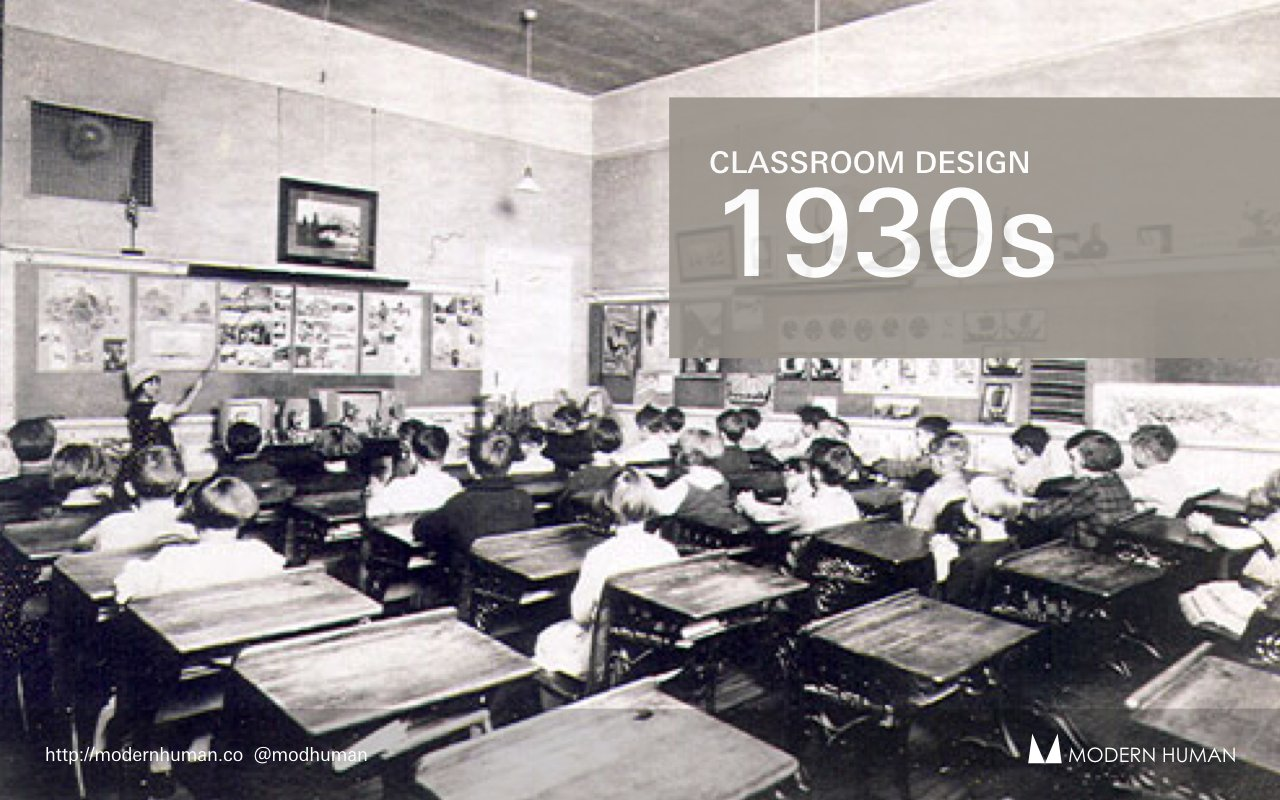 CLASSROOM DESIGN
1930s
http://modernhuman.co @modhuman
MODERN HUMAN